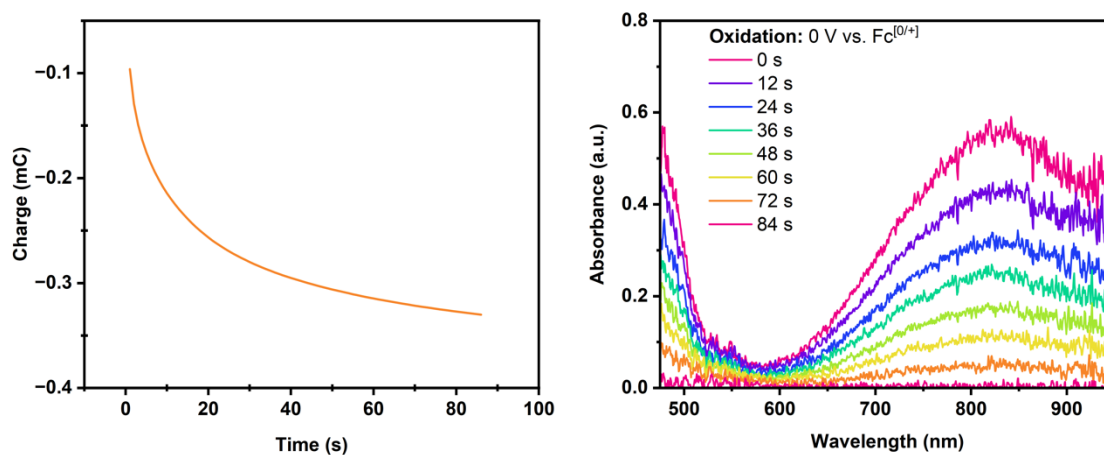 −0.1
−0.2
−0.3
−0.4
Charge (mC)
0
20
40
60
80
100
Time (s)
0.8
0.6
0.4
0.2
0.0
Absorbance (a.u.)
Oxidation: 0 V vs. Fc[0/+]
0 s
12 s
24 s
36 s
48 s
60 s
72 s
84 s
500
600
700
800
900
Wavelength (nm)